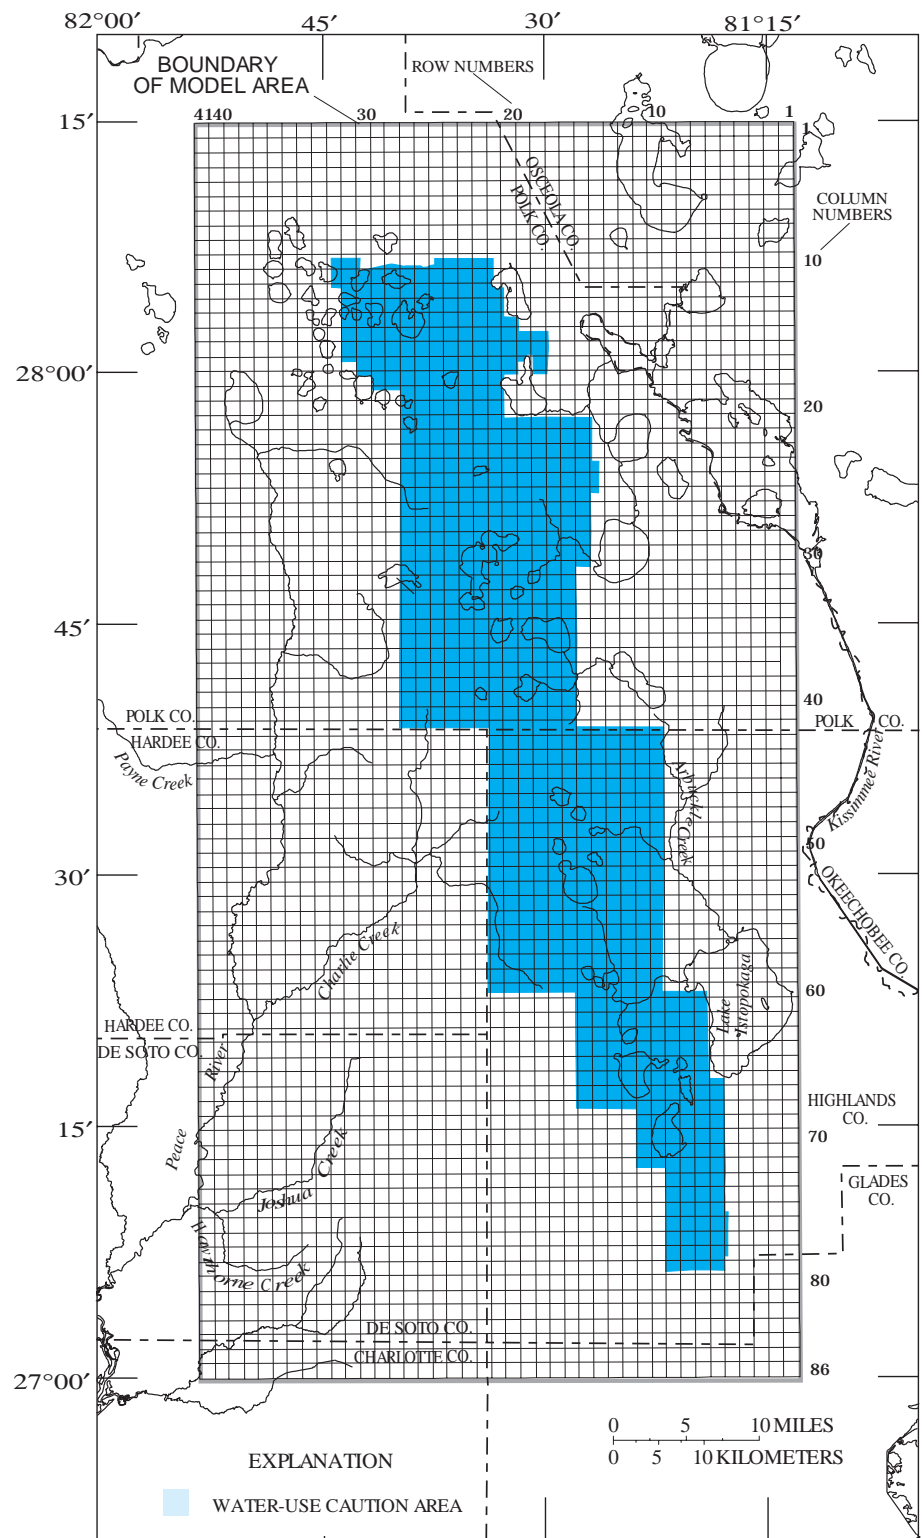 82°00′
45′
30′
81°15′
BOUNDARY
OF MODEL AREA
ROW NUMBERS
4140
30
20
10
1
15′
1
OSCEOLA CO.
POLK CO.
COLUMN
NUMBERS
10
28°00′
20
30
45′
40
POLK CO.
HARDEE CO.
POLK CO.
Payne Creek
Arbuckle Creek
Kissimmee River
50
30′
OKEECHOBEE CO.
Charlie Creek
60
Lake
Istopokaga
HARDEE CO.
DE SOTO CO.
Peace River
HIGHLANDS
CO.
15′
70
Joshua Creek
GLADES
CO.
Hawthorne Creek
80
DE SOTO CO.
CHARLOTTE CO.
86
27°00′
0 5 10 MILES
0 5 10 KILOMETERS
EXPLANATION
WATER-USE CAUTION AREA